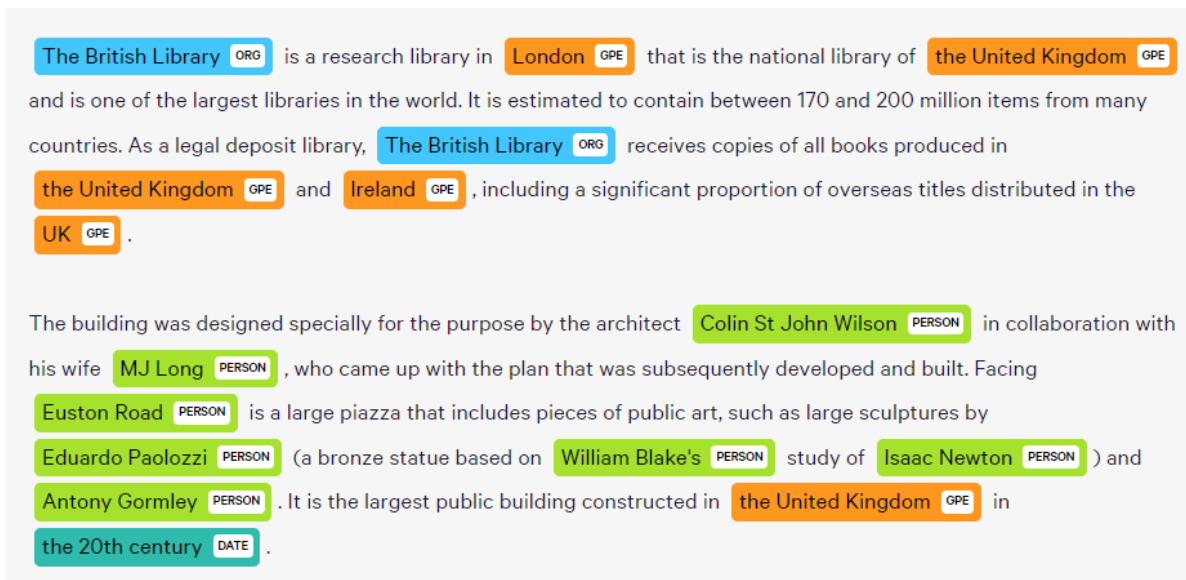 The British Library ORG is a research library in London GPE that is the national library of the United Kingdom GPE
and is one of the largest libraries in the world. It is estimated to contain between 170 and 200 million items from many
countries. As a legal deposit library, The British Library ORG receives copies of all books produced in
the United Kingdom GPE and Ireland GPE , including a significant proportion of overseas titles distributed in the
UK GPE .
The building was designed specially for the purpose by the architect Colin St John Wilson PERSON in collaboration with
his wife MJ Long PERSON , who came up with the plan that was subsequently developed and built. Facing
Euston Road PERSON is a large piazza that includes pieces of public art, such as large sculptures by
Eduardo Paolozzi PERSON (a bronze statue based on William Blake's PERSON study of Isaac Newton PERSON ) and
Antony Gormley PERSON . It is the largest public building constructed in the United Kingdom GPE in
the 20th century DATE .